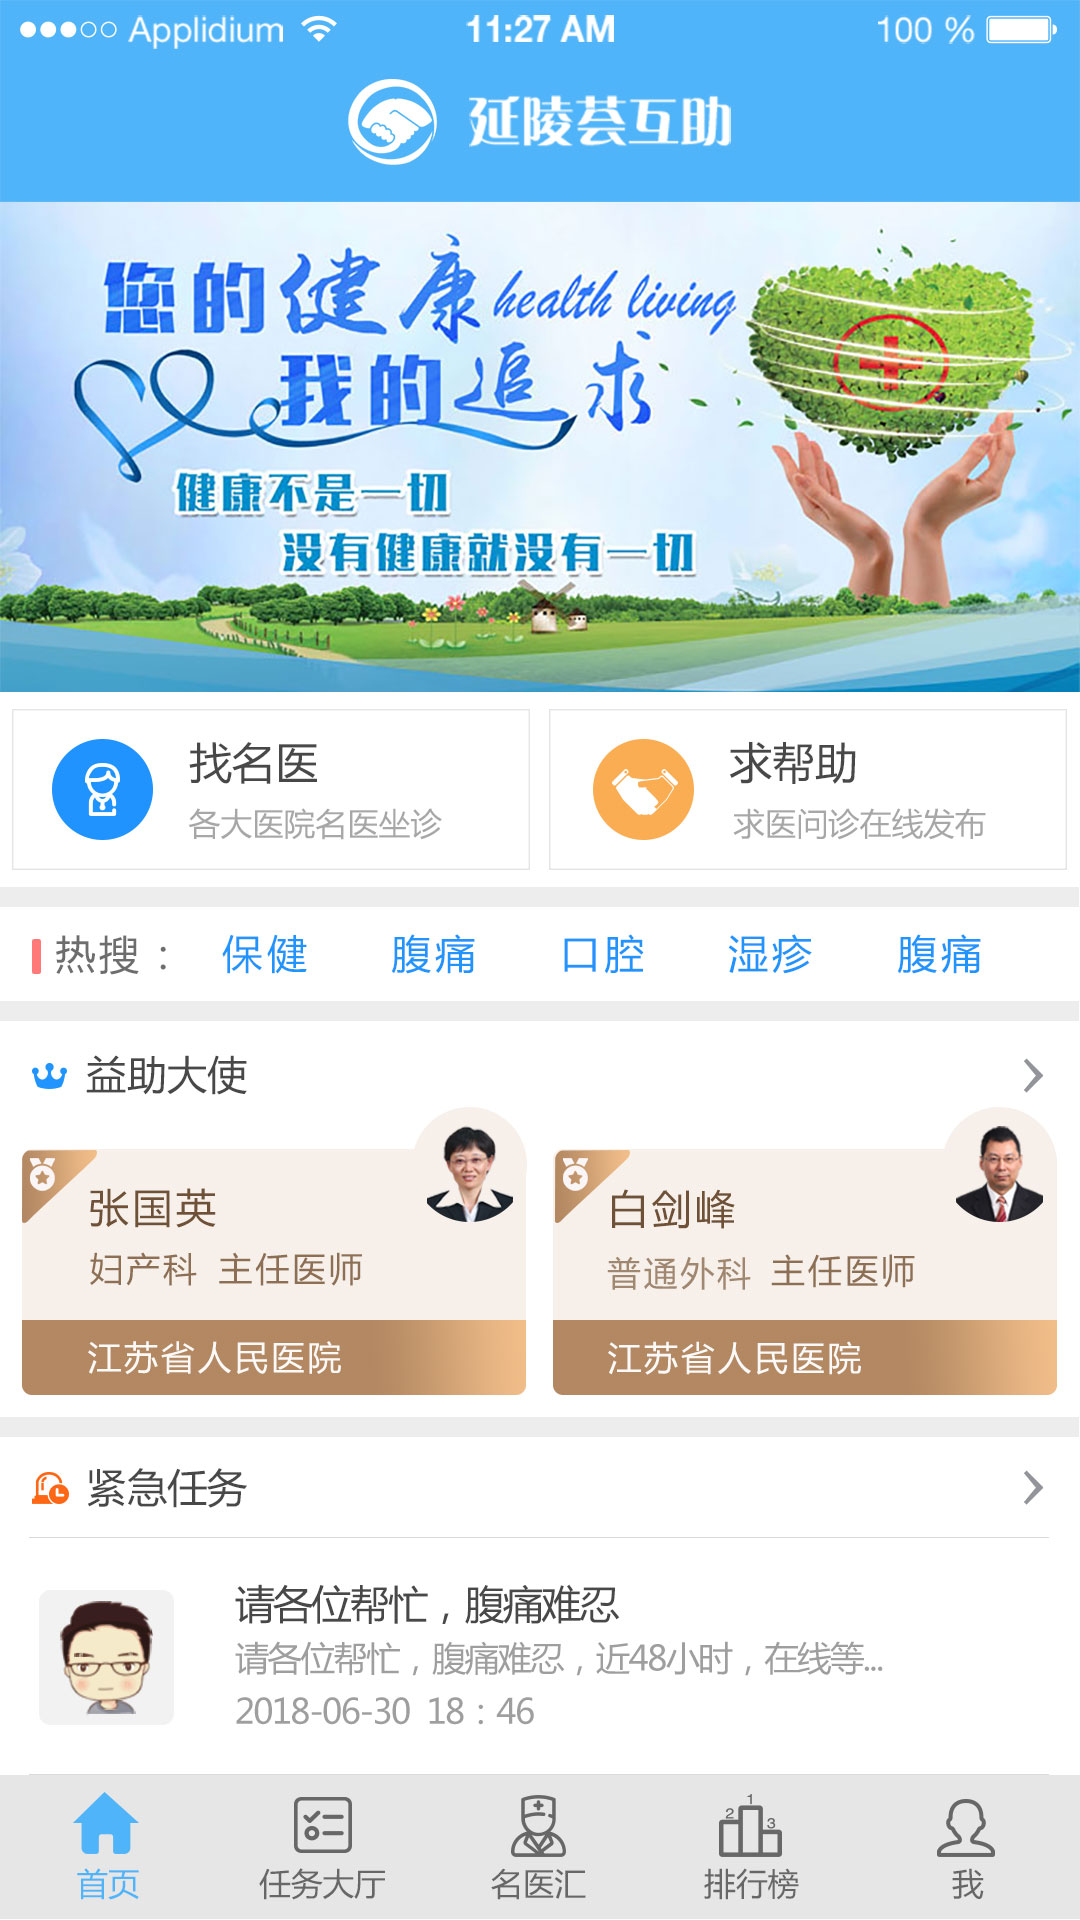 Applidium 11:27 AM 100 %
延陵荟互助
您的健康 health living
我的追求
健康不是一切
没有健康就没有一切
找名医
各大医院名医坐诊
求帮助
求医问诊在线发布
热搜： 保健 腹痛 口腔 湿疹 腹痛
益助大使
张国英
妇产科 主任医师
江苏省人民医院
白剑峰
普通外科 主任医师
江苏省人民医院
紧急任务
请各位帮忙，腹痛难忍
请各位帮忙，腹痛难忍，近48小时，在线等...
2018-06-30 18：46
首页 任务大厅 名医汇 排行榜 我